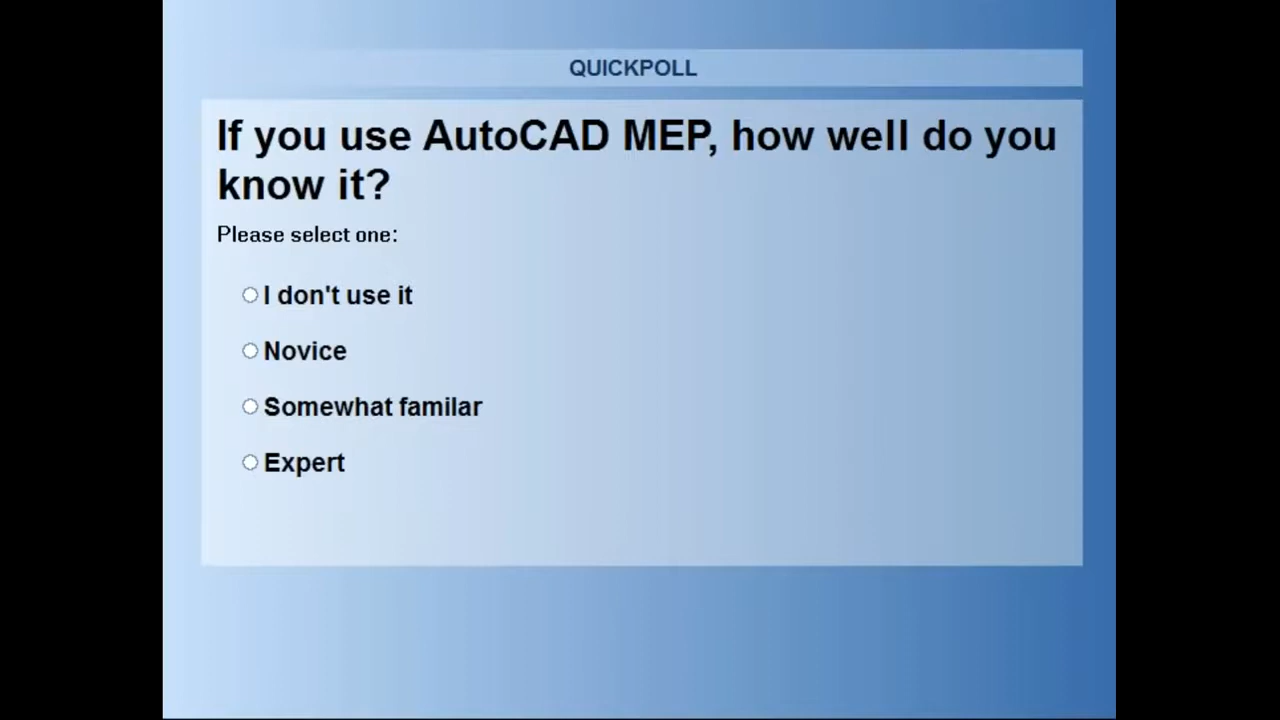 QUICKPOLL
If you use AutoCAD MEP, how well do you
know it?
Please select one:
I don't use it
Novice
Somewhat familar
Expert